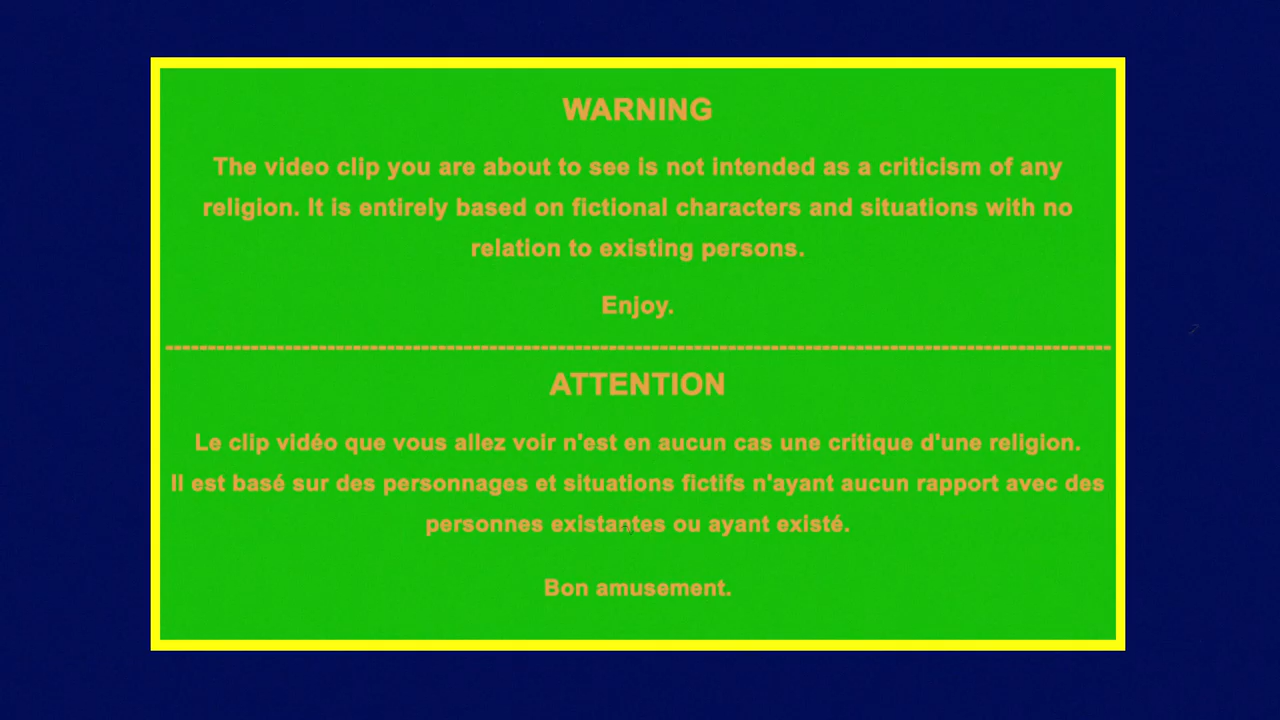 WARNING
The video clip you are about to see is not intended as a criticism of any
religion. It is entirely based on fictional characters and situations with no
relation to existing persons.
Enjoy.
---------------------------------------------------------------------------------------------------------------
ATTENTION
Le clip vidéo que vous allez voir n'est en aucun cas une critique d'une religion.
Il est basé sur des personnages et situations fictifs n'ayant aucun rapport avec des
personnes existantes ou ayant existé.
Bon amusement.